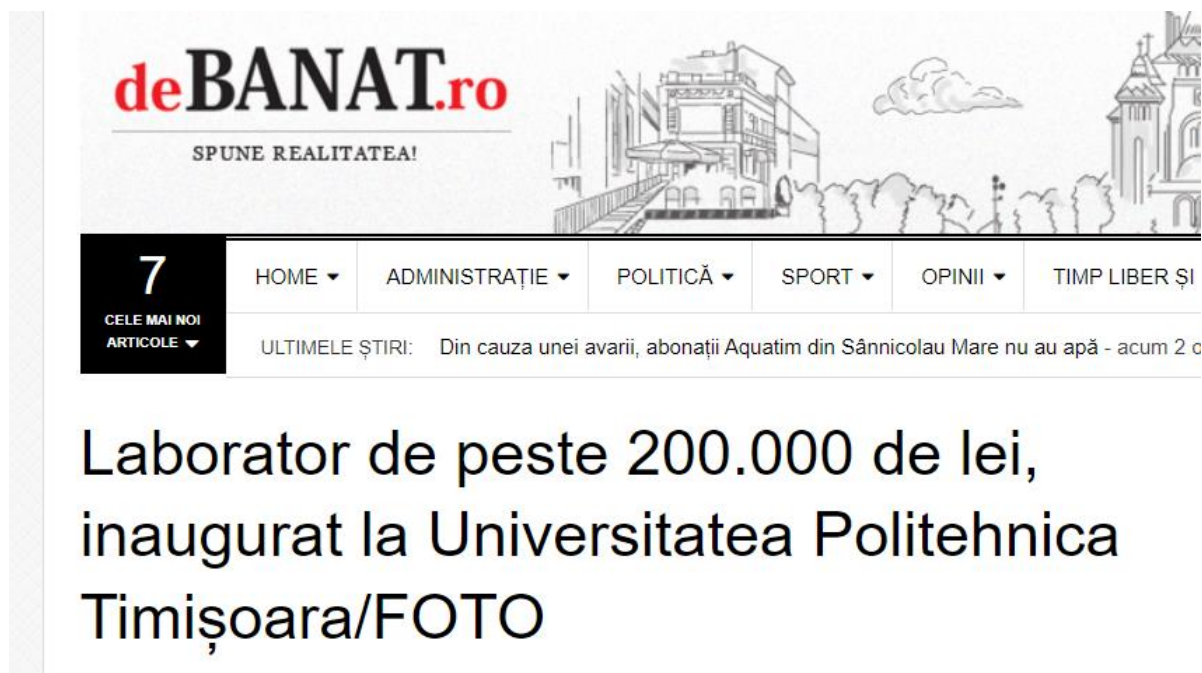 deBANAT.ro
SPUNE REALITATEA!
7
CELE MAI NOI
ARTICOLE
HOME ADMINISTRAȚIE POLITICĂ SPORT OPINII TIMP LIBER ȘI
ULTIMELE ȘTIRI: Din cauza unei avarii, abonații Aquatim din Sânnicolau Mare nu au apă - acum 2 o
Laborator de peste 200.000 de lei,
inaugurat la Universitatea Politehnica
Timișoara/FOTO